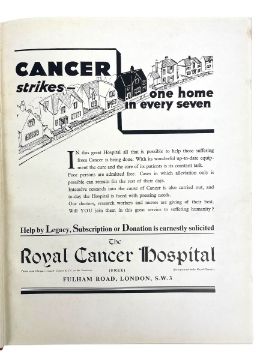 CANCER
strikes—
one home
in every seven
IN this great Hospital all that is possible to help those suffering
from Cancer is being done. With its wonderful up-to-date equip-
ment the cure and the care of its patients is its constant task.
Poor persons are admitted free. Cases in which alleviation only is
possible can remain for the rest of their days.
Intensive research into the cause of Cancer is also carried out, and
to-day the Hospital is faced with pressing needs.
Our doctors, research workers and nurses are giving of their best.
Will YOU join them in this great service to suffering humanity?
Help by Legacy, Subscription or Donation is earnestly solicited
The
Royal Cancer Hospital
(FREE)
FULHAM ROAD, LONDON, S.W.3